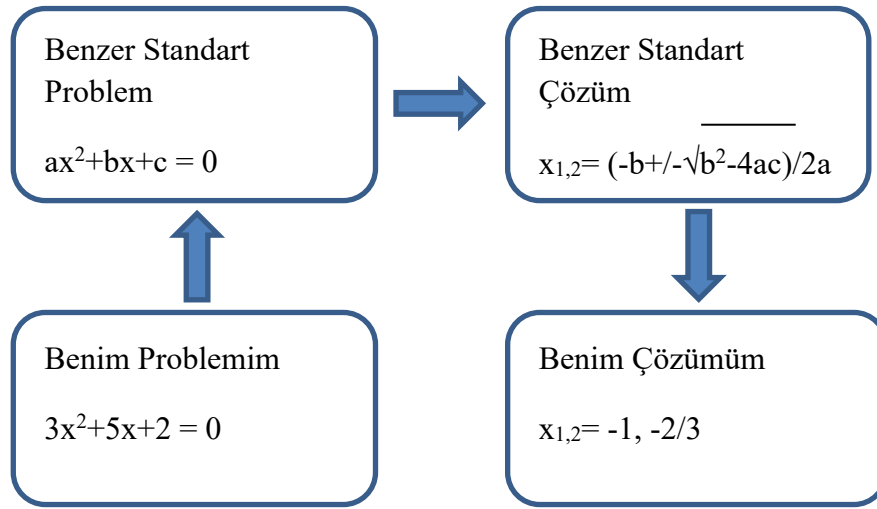 Benzer Standart
Problem
ax²+bx+c = 0
Benzer Standart
Çözüm
x₁,₂= (-b+/-√b²-4ac)/2a
Benim Problemim
3x²+5x+2 = 0
Benim Çözümüm
x₁,₂= -1, -2/3